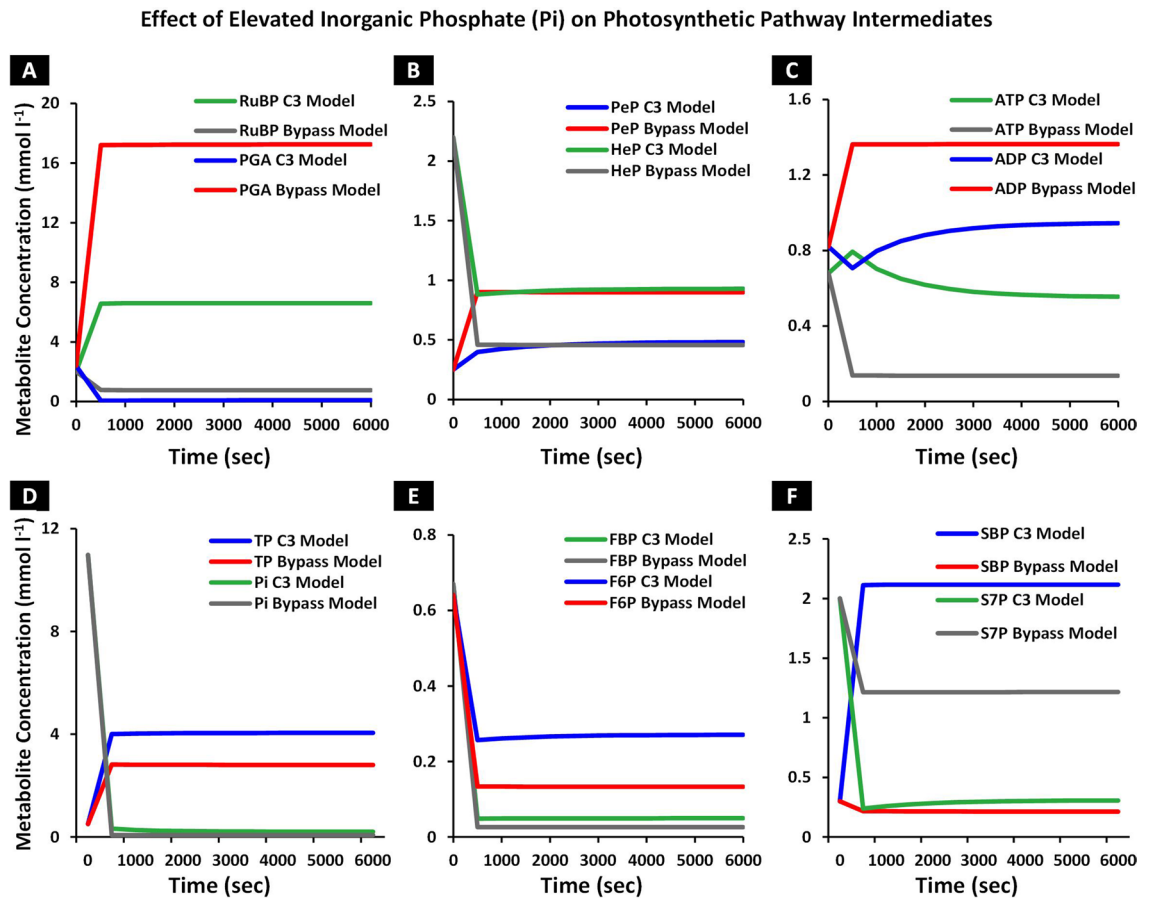 Effect of Elevated Inorganic Phosphate (Pi) on Photosynthetic Pathway Intermediates
A
RuBP C3 Model
RuBP Bypass Model
PGA C3 Model
PGA Bypass Model
Metabolite Concentration (mmol l-1)
20
16
12
8
4
0
0 1000 2000 3000 4000 5000 6000
Time (sec)
B
PeP C3 Model
PeP Bypass Model
HeP C3 Model
HeP Bypass Model
2.5
2
1.5
1
0.5
0
0 1000 2000 3000 4000 5000 6000
Time (sec)
C
ATP C3 Model
ATP Bypass Model
ADP C3 Model
ADP Bypass Model
1.6
1.2
0.8
0.4
0
0 1000 2000 3000 4000 5000 6000
Time (sec)
D
TP C3 Model
TP Bypass Model
Pi C3 Model
Pi Bypass Model
Metabolite Concentration (mmol l-1)
12
8
4
0
0 1000 2000 3000 4000 5000 6000
Time (sec)
E
FBP C3 Model
FBP Bypass Model
F6P C3 Model
F6P Bypass Model
0.8
0.6
0.4
0.2
0
0 1000 2000 3000 4000 5000 6000
Time (sec)
F
SBP C3 Model
SBP Bypass Model
S7P C3 Model
S7P Bypass Model
2.5
2
1.5
1
0.5
0
0 1000 2000 3000 4000 5000 6000
Time (sec)